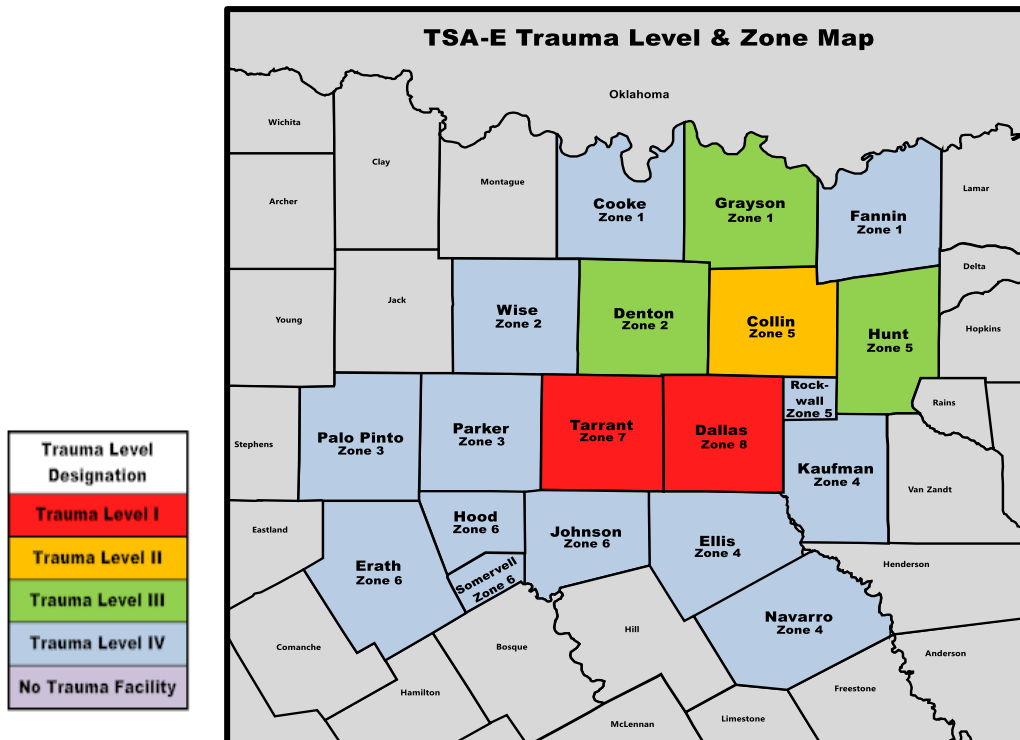 TSA-E Trauma Level & Zone Map
Oklahoma
Wichita
Clay
Montague
Archer
Cooke
Zone 1
Grayson
Zone 1
Fannin
Zone 1
Lamar
Delta
Young
Jack
Wise
Zone 2
Denton
Zone 2
Collin
Zone 5
Hunt
Zone 5
Hopkins
Rock-
wall
Zone 5
Rains
Stephens
Palo Pinto
Zone 3
Parker
Zone 3
Tarrant
Zone 7
Dallas
Zone 8
Kaufman
Zone 4
Van Zandt
Eastland
Erath
Zone 6
Hood
Zone 6
Somervell
Zone 6
Johnson
Zone 6
Ellis
Zone 4
Henderson
Navarro
Zone 4
Comanche
Bosque
Hill
Anderson
Hamilton
Freestone
McLennan
Limestone
Trauma Level
Designation
Trauma Level I
Trauma Level II
Trauma Level III
Trauma Level IV
No Trauma Facility